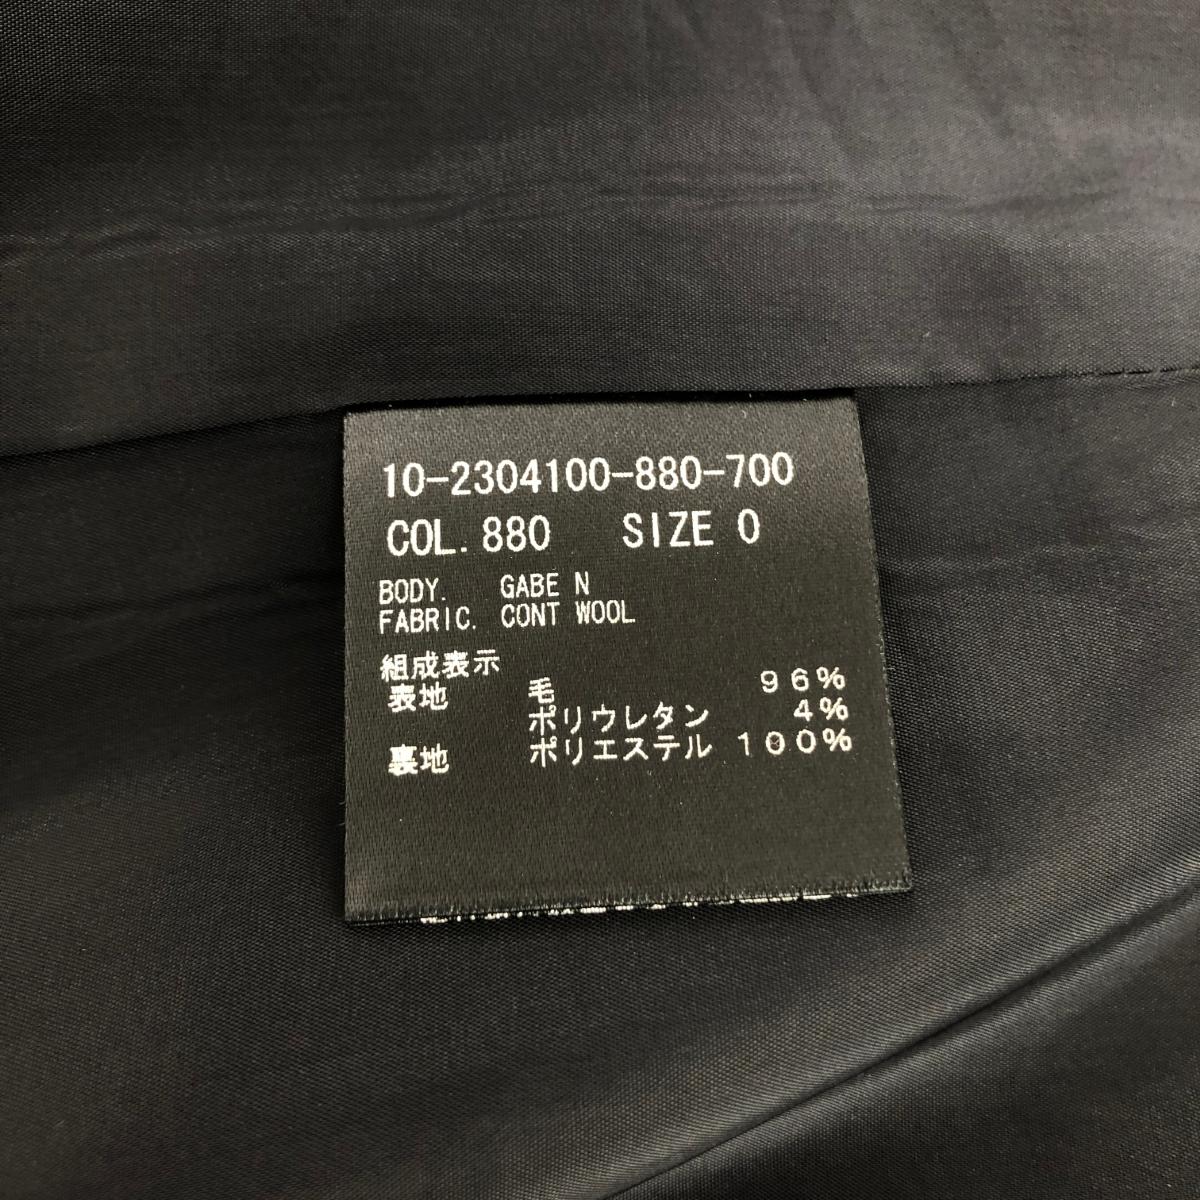 10-2304100-880-700
COL. 880 SIZE 0
BODY. GABE N
FABRIC. CONT WOOL
組成表示
表地 毛 96%
ポリウレタン 4%
裏地 ポリエステル 100%